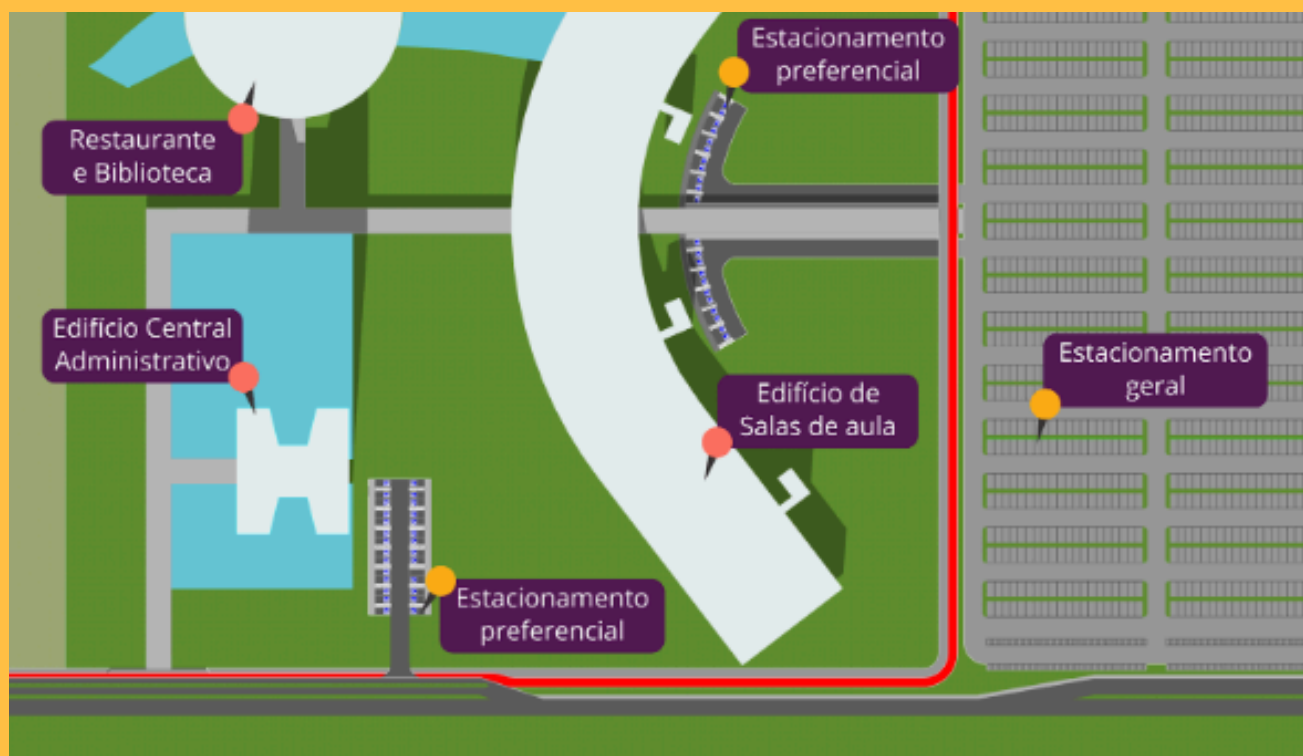 Estacionamento
preferencial
Restaurante
e Biblioteca
Edifício Central
Administrativo
Estacionamento
geral
Edifício de
Salas de aula
Estacionamento
preferencial